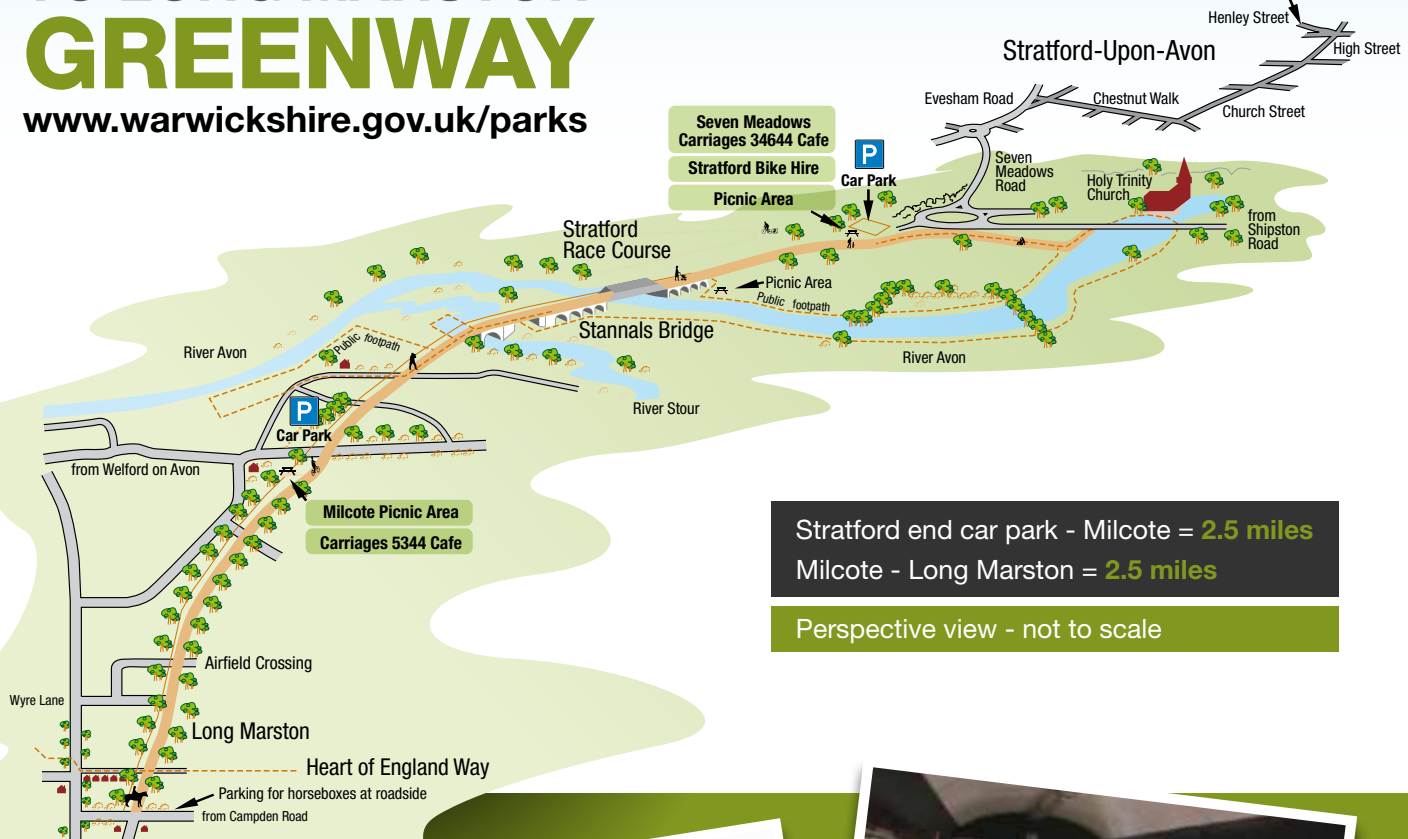 GREENWAY
www.warwickshire.gov.uk/parks
Henley Street
High Street
Stratford-Upon-Avon
Evesham Road
Chestnut Walk
Church Street
Seven Meadows
Carriages 34644 Cafe
Stratford Bike Hire
Picnic Area
P
Car Park
Seven
Meadows
Road
Holy Trinity
Church
from
Shipston
Road
Stratford
Race Course
Picnic Area
Public footpath
Stannals Bridge
River Avon
River Avon
Public footpath
River Stour
P
Car Park
from Welford on Avon
Milcote Picnic Area
Carriages 5344 Cafe
Stratford end car park - Milcote = 2.5 miles
Milcote - Long Marston = 2.5 miles
Perspective view - not to scale
Airfield Crossing
Wyre Lane
Long Marston
Heart of England Way
Parking for horseboxes at roadside
from Campden Road